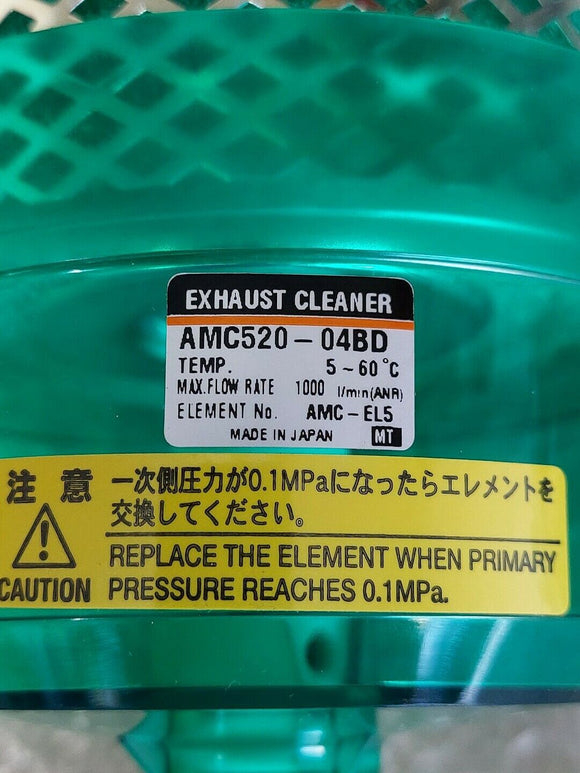 EXHAUST CLEANER
AMC520-04BD
TEMP. 5~60°C
MAX.FLOW RATE 1000 l/min(ANR)
ELEMENT No. AMC-EL5
MADE IN JAPAN MT
注意 一次側圧力が0.1MPaになったらエレメントを
交換してください。
CAUTION REPLACE THE ELEMENT WHEN PRIMARY
PRESSURE REACHES 0.1MPa.